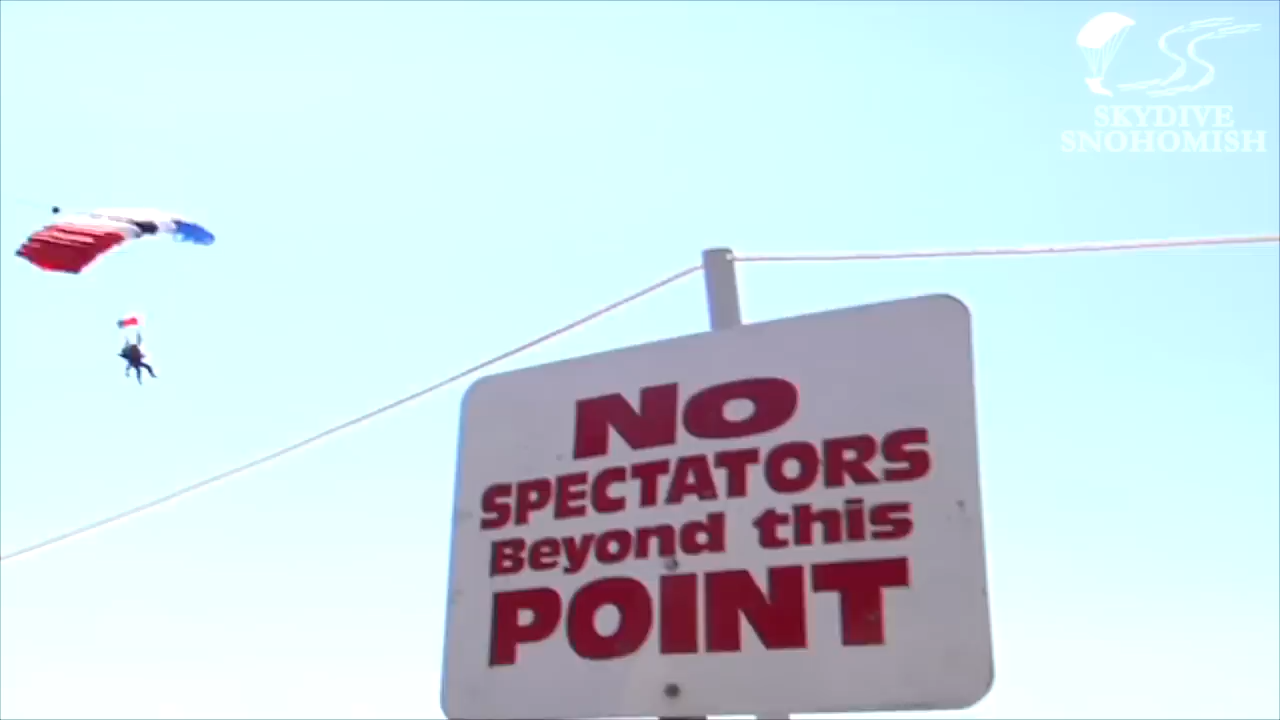 SKYDIVE
SNOHOMISH
NO
SPECTATORS
Beyond this
POINT